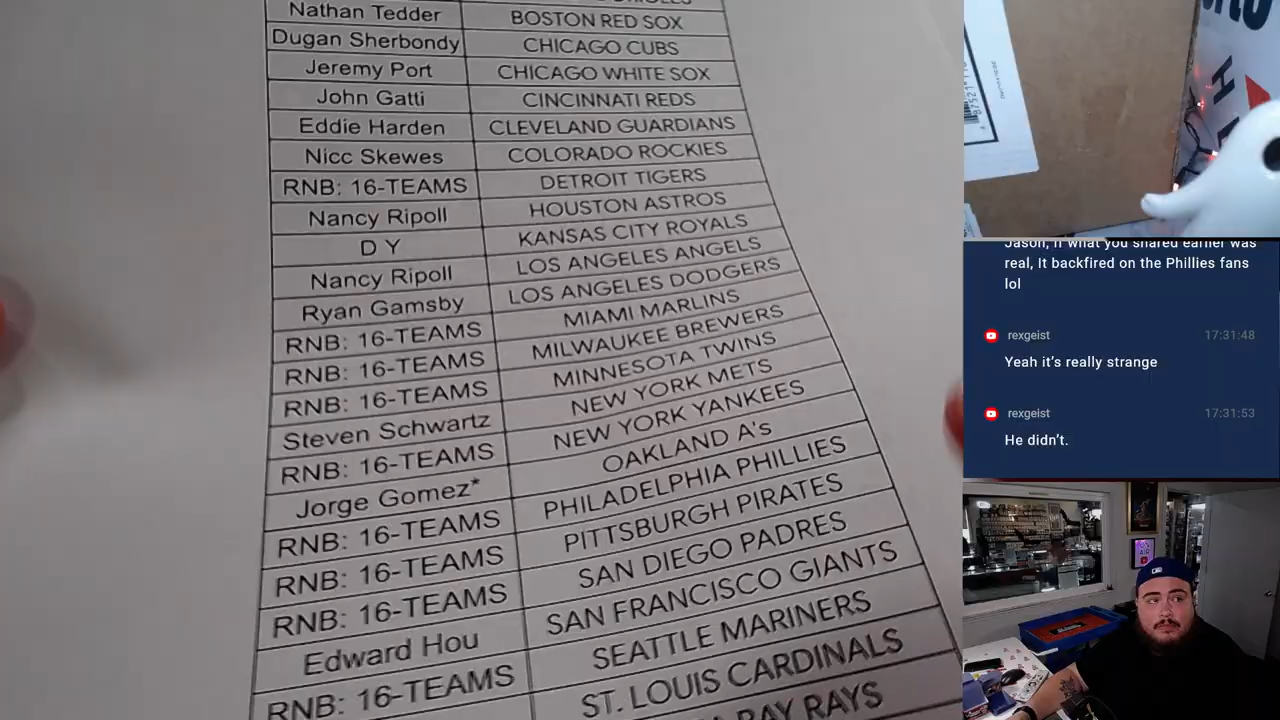 Nathan Tedder BOSTON RED SOX
Dugan Sherbondy CHICAGO CUBS
Jeremy Port CHICAGO WHITE SOX
John Gatti CINCINNATI REDS
Eddie Harden CLEVELAND GUARDIANS
Nicc Skewes COLORADO ROCKIES
RNB: 16-TEAMS DETROIT TIGERS
Nancy Ripoll HOUSTON ASTROS
D Y KANSAS CITY ROYALS
Nancy Ripoll LOS ANGELES ANGELS
Ryan Gamsby LOS ANGELES DODGERS
RNB: 16-TEAMS MIAMI MARLINS
RNB: 16-TEAMS MILWAUKEE BREWERS
RNB: 16-TEAMS MINNESOTA TWINS
Steven Schwartz NEW YORK METS
RNB: 16-TEAMS NEW YORK YANKEES
Jorge Gomez* OAKLAND A's
RNB: 16-TEAMS PHILADELPHIA PHILLIES
RNB: 16-TEAMS PITTSBURGH PIRATES
RNB: 16-TEAMS SAN DIEGO PADRES
Edward Hou SAN FRANCISCO GIANTS
RNB: 16-TEAMS SEATTLE MARINERS
ST. LOUIS CARDINALS
BAY RAYS
Jason, if what you shared earlier was
real, It backfired on the Phillies fans
lol
rexgeist 17:31:48
Yeah it's really strange
rexgeist 17:31:53
He didn't.